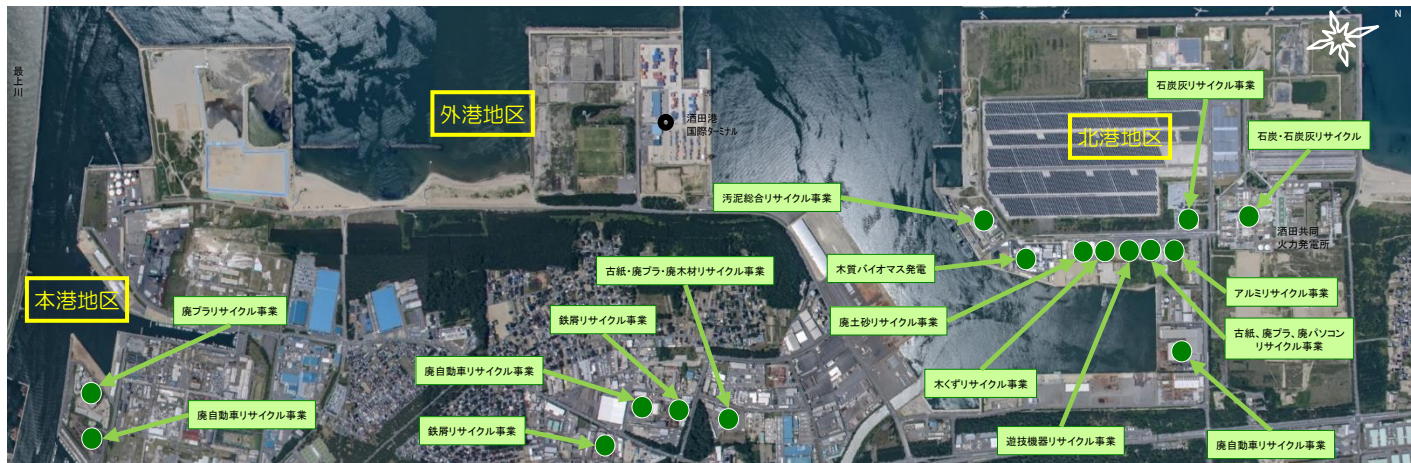 N
最上川
外港地区
酒田港
国際ターミナル
北港地区
石炭灰リサイクル事業
石炭・石炭灰リサイクル
酒田共同
火力発電所
汚泥総合リサイクル事業
木質バイオマス発電
古紙・廃プラ・廃木材リサイクル事業
本港地区
廃プラリサイクル事業
鉄屑リサイクル事業
廃土砂リサイクル事業
アルミリサイクル事業
古紙、廃プラ、廃パソコン
リサイクル事業
廃自動車リサイクル事業
木くずリサイクル事業
廃自動車リサイクル事業
鉄屑リサイクル事業
遊技機器リサイクル事業
廃自動車リサイクル事業